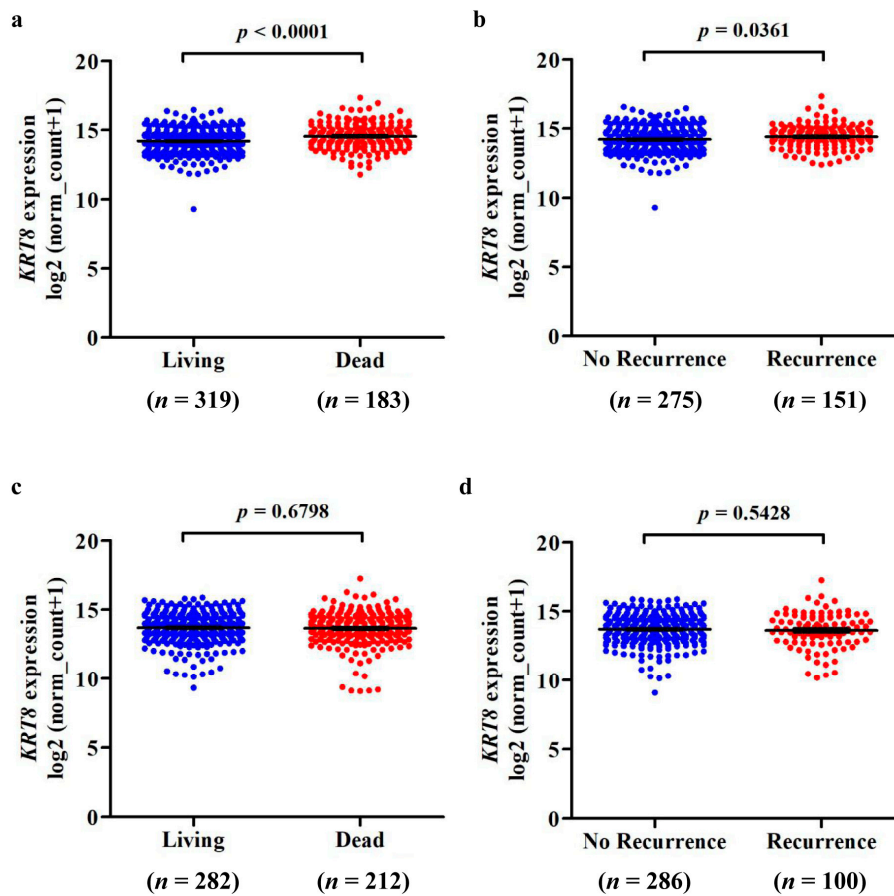 a
p < 0.0001
20
15
10
5
0
KRT8 expression
log2 (norm_count+1)
Living
Dead
(n = 319)
(n = 183)
b
p = 0.0361
20
15
10
5
0
KRT8 expression
log2 (norm_count+1)
No Recurrence
Recurrence
(n = 275)
(n = 151)
c
p = 0.6798
20
15
10
5
0
KRT8 expression
log2 (norm_count+1)
Living
Dead
(n = 282)
(n = 212)
d
p = 0.5428
20
15
10
5
0
KRT8 expression
log2 (norm_count+1)
No Recurrence
Recurrence
(n = 286)
(n = 100)